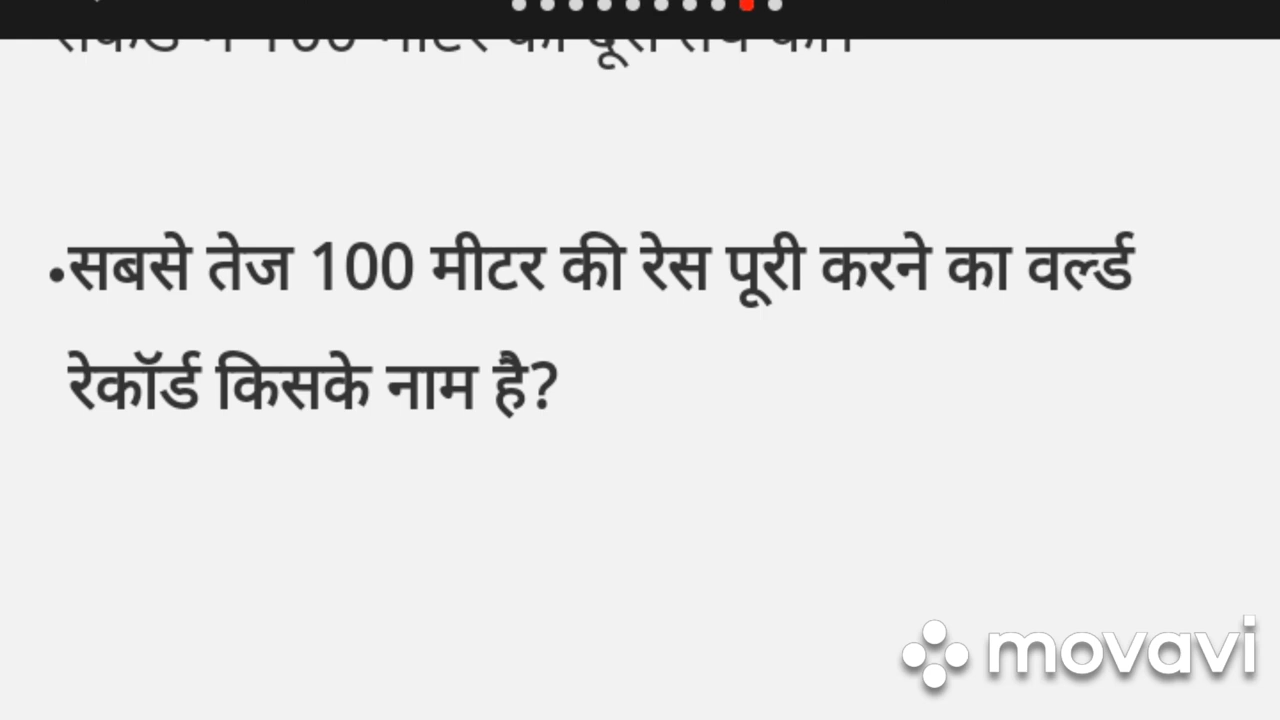 •सबसे तेज 100 मीटर की रेस पूरी करने का वर्ल्ड
रेकॉर्ड किसके नाम है?
movavi